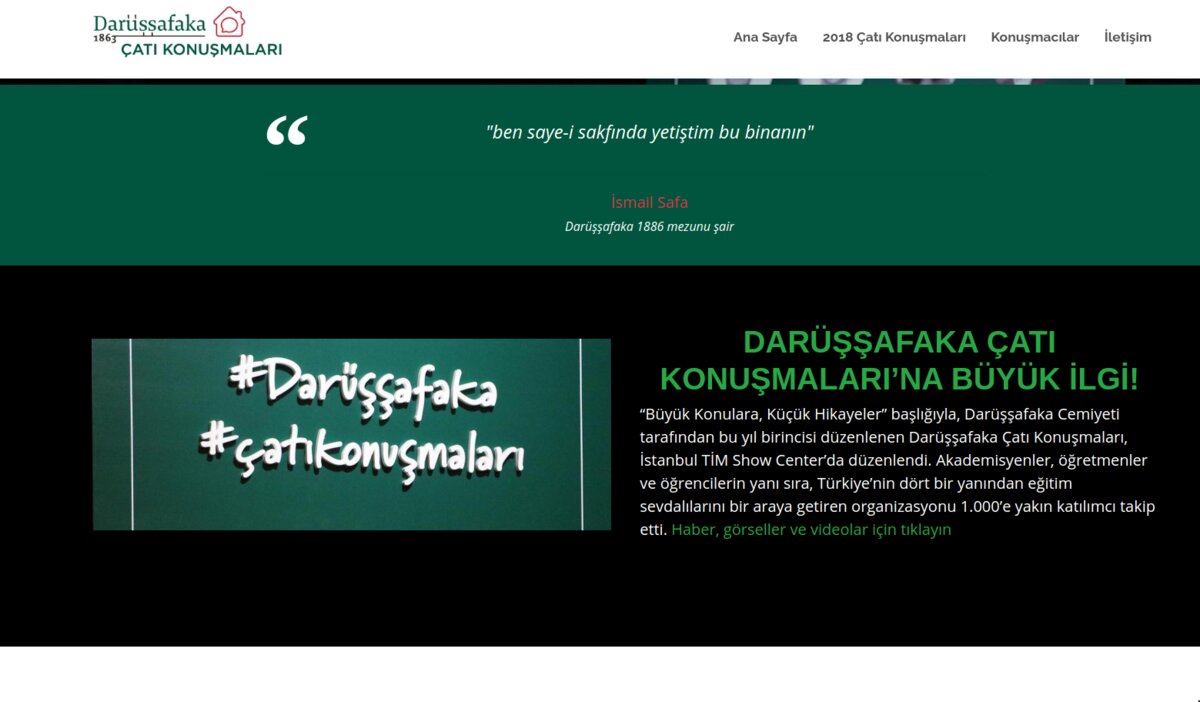 Darüşşafaka
1863
ÇATI KONUŞMALARI
Ana Sayfa
2018 Çatı Konuşmaları
Konuşmacılar
İletişim
"ben saye-i sakfında yetiştim bu binanın"
İsmail Safa
Darüşşafaka 1886 mezunu şair
#Darüşşafaka
#çatıkonuşmaları
DARÜŞŞAFAKA ÇATI
KONUŞMALARI’NA BÜYÜK İLGİ!
“Büyük Konulara, Küçük Hikayeler” başlığıyla, Darüşşafaka Cemiyeti
tarafından bu yıl birincisi düzenlenen Darüşşafaka Çatı Konuşmaları,
İstanbul TİM Show Center’da düzenlendi. Akademisyenler, öğretmenler
ve öğrencilerin yanı sıra, Türkiye’nin dört bir yanından eğitim
sevdalılarını bir araya getiren organizasyonu 1.000’e yakın katılımcı takip
etti. Haber, görseller ve videolar için tıklayın